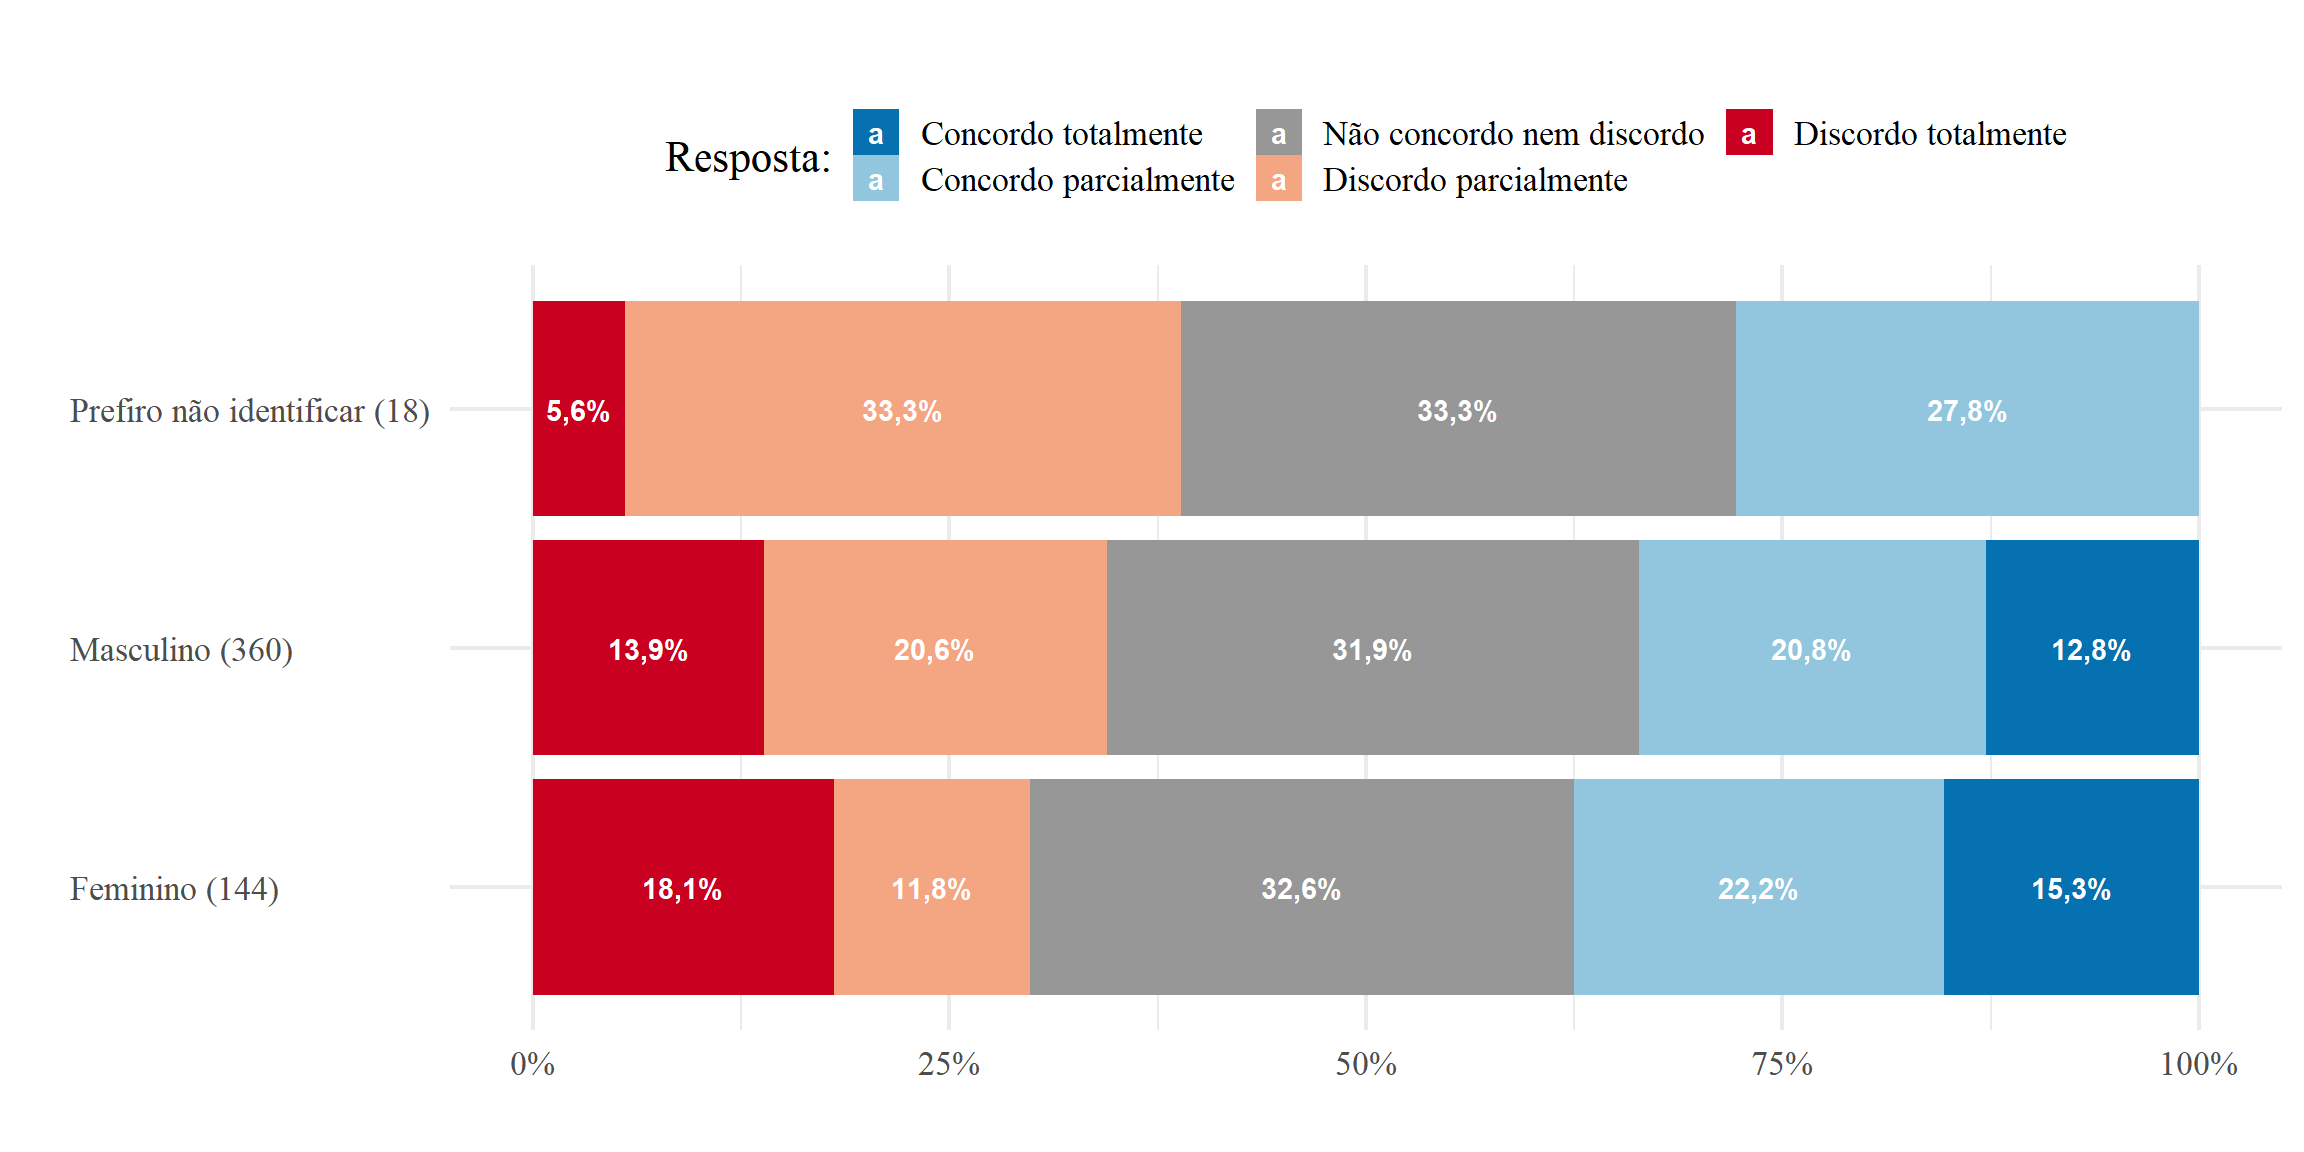 Resposta:
a Concordo totalmente a Não concordo nem discordo a Discordo totalmente
a Concordo parcialmente a Discordo parcialmente
Prefiro não identificar (18) 5,6% 33,3% 33,3% 27,8%
Masculino (360) 13,9% 20,6% 31,9% 20,8% 12,8%
Feminino (144) 18,1% 11,8% 32,6% 22,2% 15,3%
0% 25% 50% 75% 100%